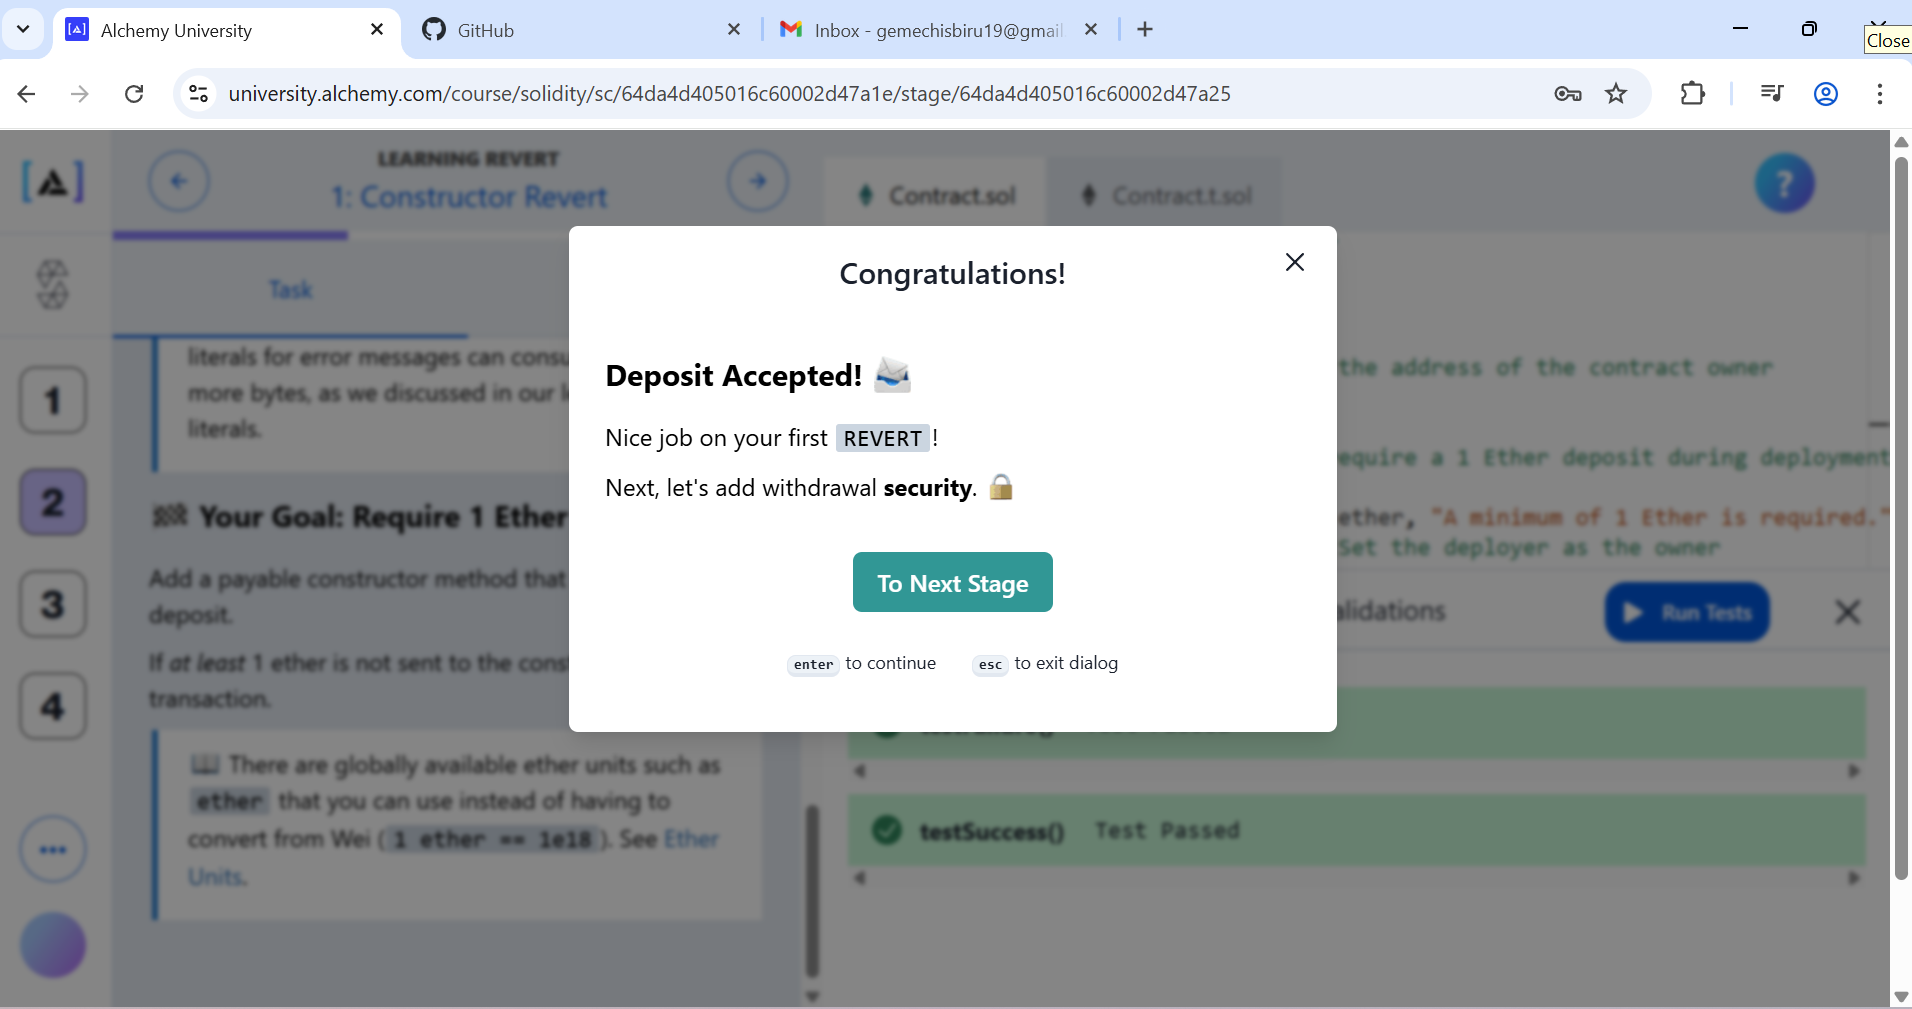 Alchemy University
GitHub
Inbox - gemechisbiru19@gmail
Close
university.alchemy.com/course/solidity/sc/64da4d405016c60002d47a1e/stage/64da4d405016c60002d47a25
LEARNING REVERT
1: Constructor Revert
Contract.sol
Contract.t.sol
?
Task
1
2
3
4
literals for error messages can consu
more bytes, as we discussed in our
literals.
Your Goal: Require 1 Ether
Add a payable constructor method that
deposit.
If at least 1 ether is not sent to the cons
transaction.
There are globally available ether units such as
ether that you can use instead of having to
convert from Wei ( 1 ether == 1e18 ). See Ether
Units.
Congratulations!
Deposit Accepted!
Nice job on your first REVERT !
Next, let's add withdrawal security.
To Next Stage
enter to continue
esc to exit dialog
the address of the contract owner
equire a 1 Ether deposit during deployment
ether, "A minimum of 1 Ether is required."
Set the deployer as the owner
alidations
Run Tests
testSuccess() Test Passed